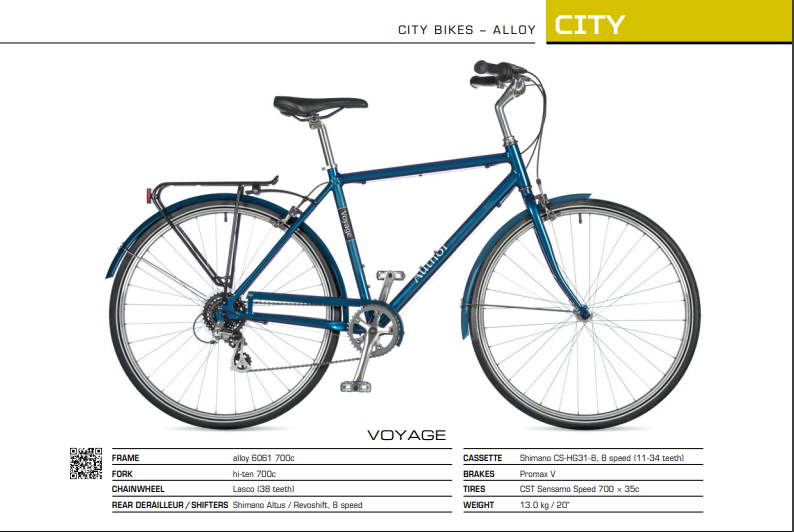 CITY BIKES – ALLOY
CITY
Voyage
Author
VOYAGE
FRAME alloy 6061 700c
FORK hi-ten 700c
CHAINWHEEL Lasco (38 teeth)
REAR DERAILLEUR / SHIFTERS Shimano Altus / Revoshift, 8 speed
CASSETTE Shimano CS-HG31-8, 8 speed (11-34 teeth)
BRAKES Promax V
TIRES CST Sensamo Speed 700 × 35c
WEIGHT 13.0 kg / 20"